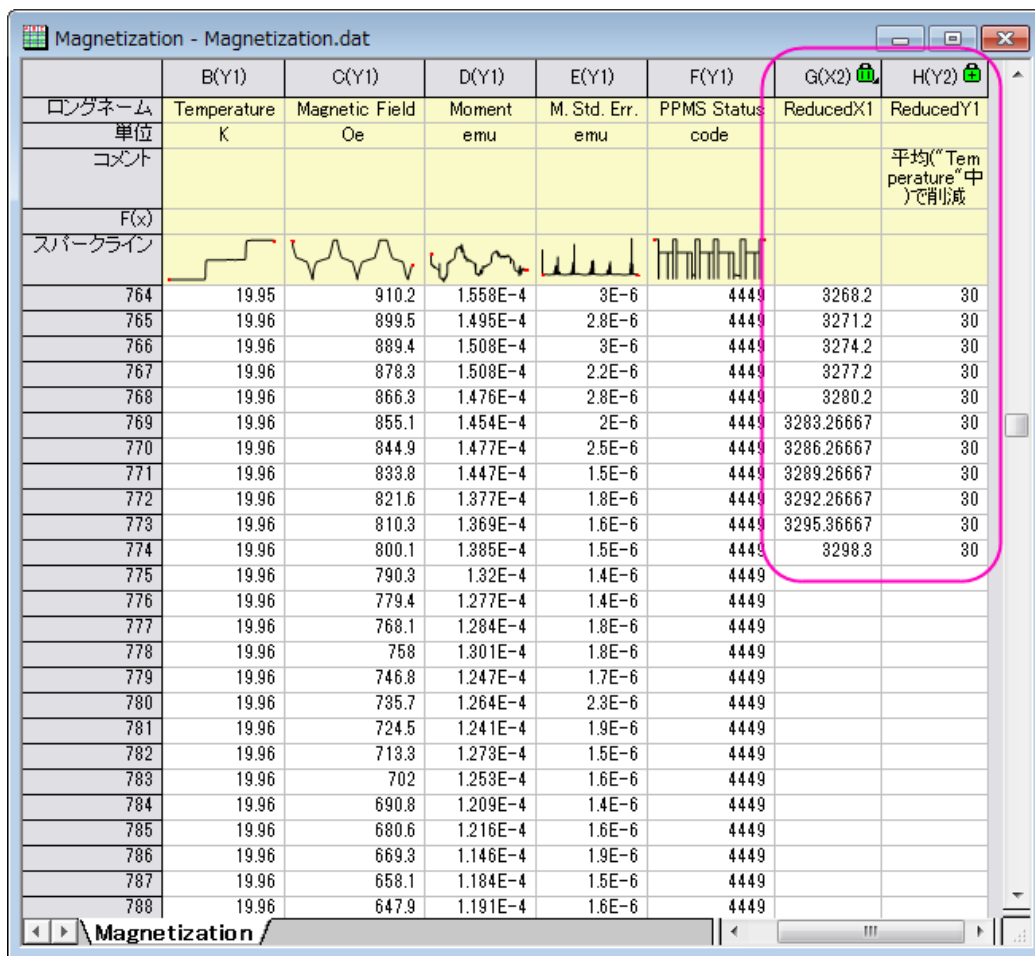 Magnetization - Magnetization.dat
B(Y1) C(Y1) D(Y1) E(Y1) F(Y1) G(X2) H(Y2)
ロングネーム Temperature Magnetic Field Moment M. Std. Err. PPMS Status ReducedX1 ReducedY1
単位 K Oe emu emu code
コメント 平均("Tem
perature"中
)で削減
F(x)
スパークライン
764 19.95 910.2 1.558E-4 3E-6 4449 3268.2 30
765 19.96 899.5 1.495E-4 2.8E-6 4449 3271.2 30
766 19.96 889.4 1.508E-4 3E-6 4449 3274.2 30
767 19.96 878.3 1.508E-4 2.2E-6 4449 3277.2 30
768 19.96 866.3 1.476E-4 2.8E-6 4449 3280.2 30
769 19.96 855.1 1.454E-4 2E-6 4449 3283.26667 30
770 19.96 844.9 1.477E-4 2.5E-6 4449 3286.26667 30
771 19.96 833.8 1.447E-4 1.5E-6 4449 3289.26667 30
772 19.96 821.6 1.377E-4 1.8E-6 4449 3292.26667 30
773 19.96 810.3 1.369E-4 1.6E-6 4449 3295.36667 30
774 19.96 800.1 1.385E-4 1.5E-6 4449 3298.3 30
775 19.96 790.3 1.32E-4 1.4E-6 4449
776 19.96 779.4 1.277E-4 1.4E-6 4449
777 19.96 768.1 1.284E-4 1.8E-6 4449
778 19.96 758 1.301E-4 1.8E-6 4449
779 19.96 746.8 1.247E-4 1.7E-6 4449
780 19.96 735.7 1.264E-4 2.3E-6 4449
781 19.96 724.5 1.241E-4 1.9E-6 4449
782 19.96 713.3 1.273E-4 1.5E-6 4449
783 19.96 702 1.253E-4 1.6E-6 4449
784 19.96 690.8 1.209E-4 1.4E-6 4449
785 19.96 680.6 1.216E-4 1.6E-6 4449
786 19.96 669.3 1.146E-4 1.9E-6 4449
787 19.96 658.1 1.184E-4 1.5E-6 4449
788 19.96 647.9 1.191E-4 1.6E-6 4449
Magnetization